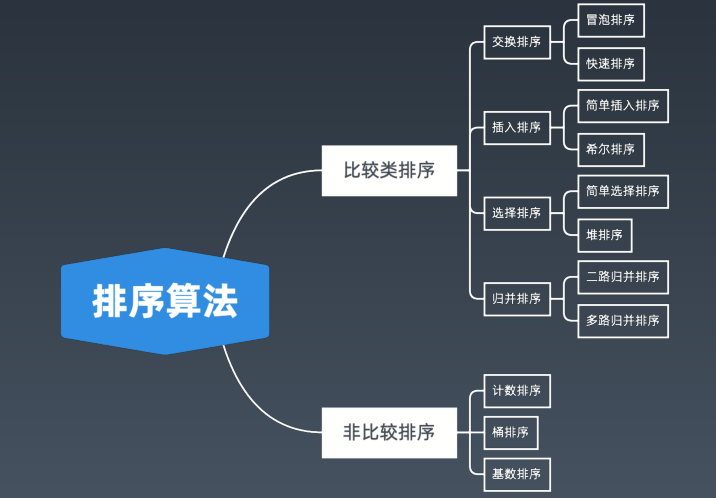 排序算法
比较类排序
交换排序
冒泡排序
快速排序
插入排序
简单插入排序
希尔排序
选择排序
简单选择排序
堆排序
归并排序
二路归并排序
多路归并排序
非比较排序
计数排序
桶排序
基数排序